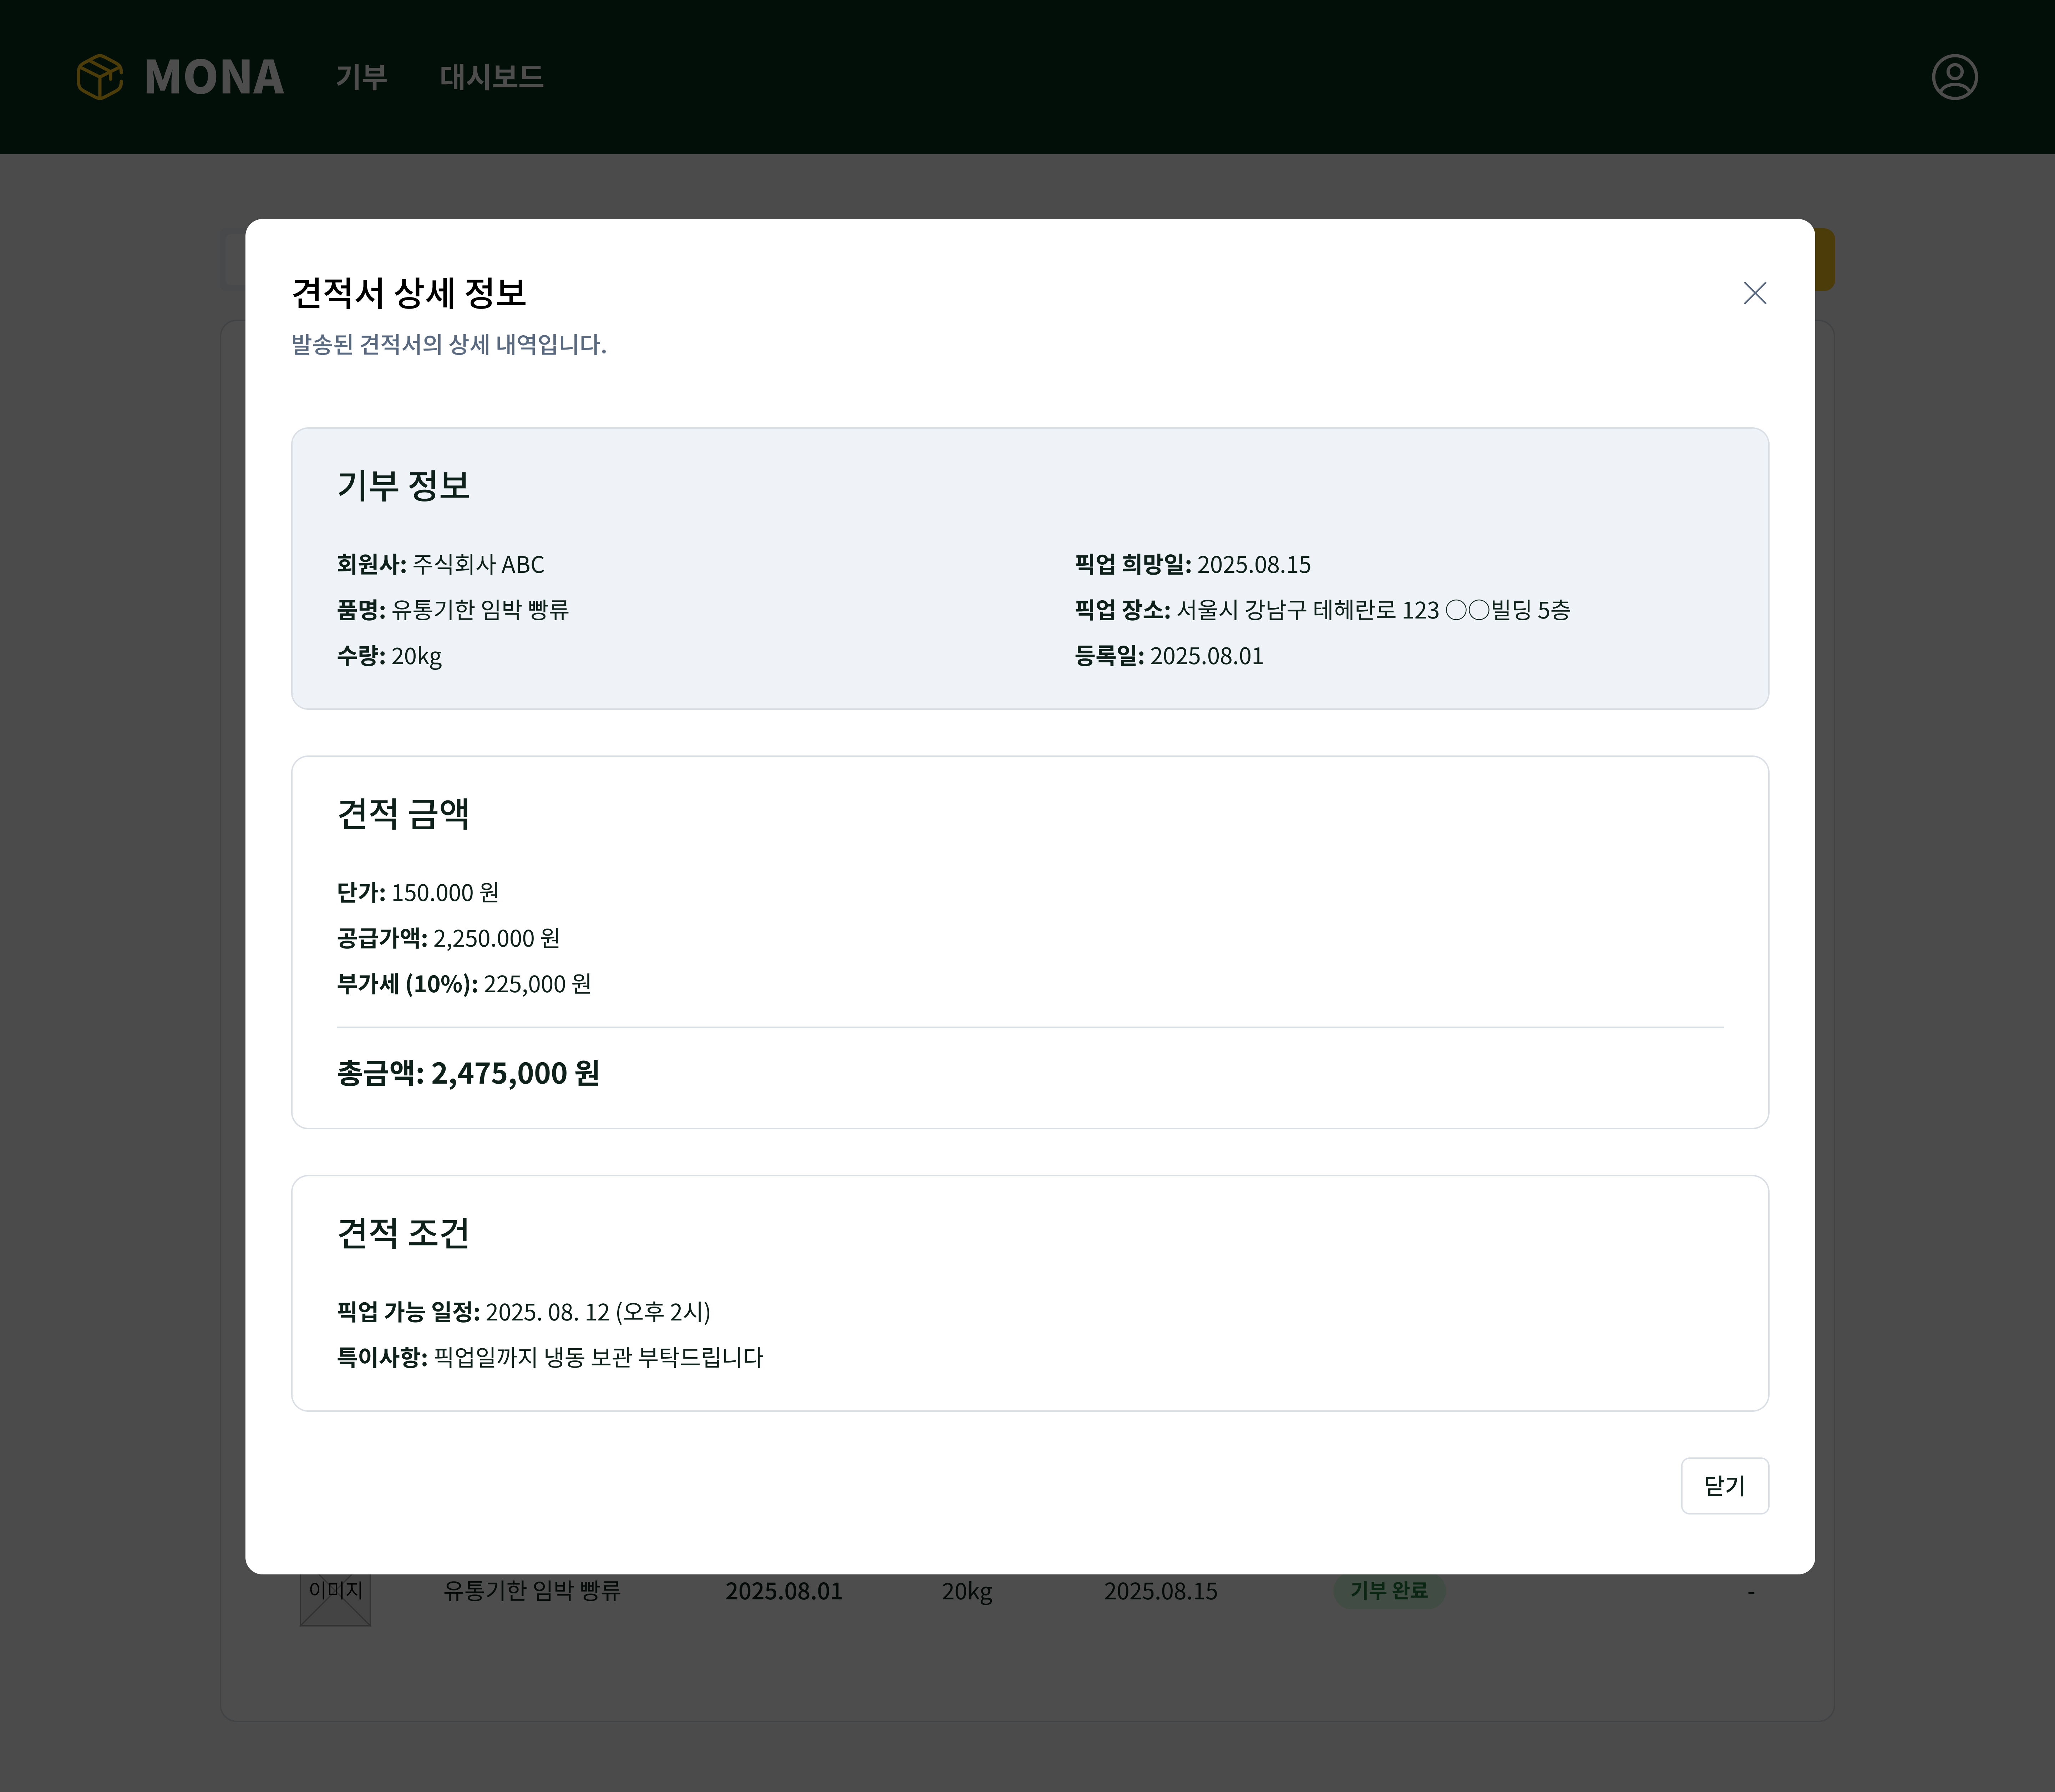 MONA 기부 대시보드
견적서 상세 정보
발송된 견적서의 상세 내역입니다.
기부 정보
회원사: 주식회사 ABC
품명: 유통기한 임박 빵류
수량: 20kg
픽업 희망일: 2025.08.15
픽업 장소: 서울시 강남구 테헤란로 123 ○○빌딩 5층
등록일: 2025.08.01
견적 금액
단가: 150.000 원
공급가액: 2,250.000 원
부가세 (10%): 225,000 원
총금액: 2,475,000 원
견적 조건
픽업 가능 일정: 2025. 08. 12 (오후 2시)
특이사항: 픽업일까지 냉동 보관 부탁드립니다
닫기
이미지 유통기한 임박 빵류 2025.08.01 20kg 2025.08.15 기부 완료 -